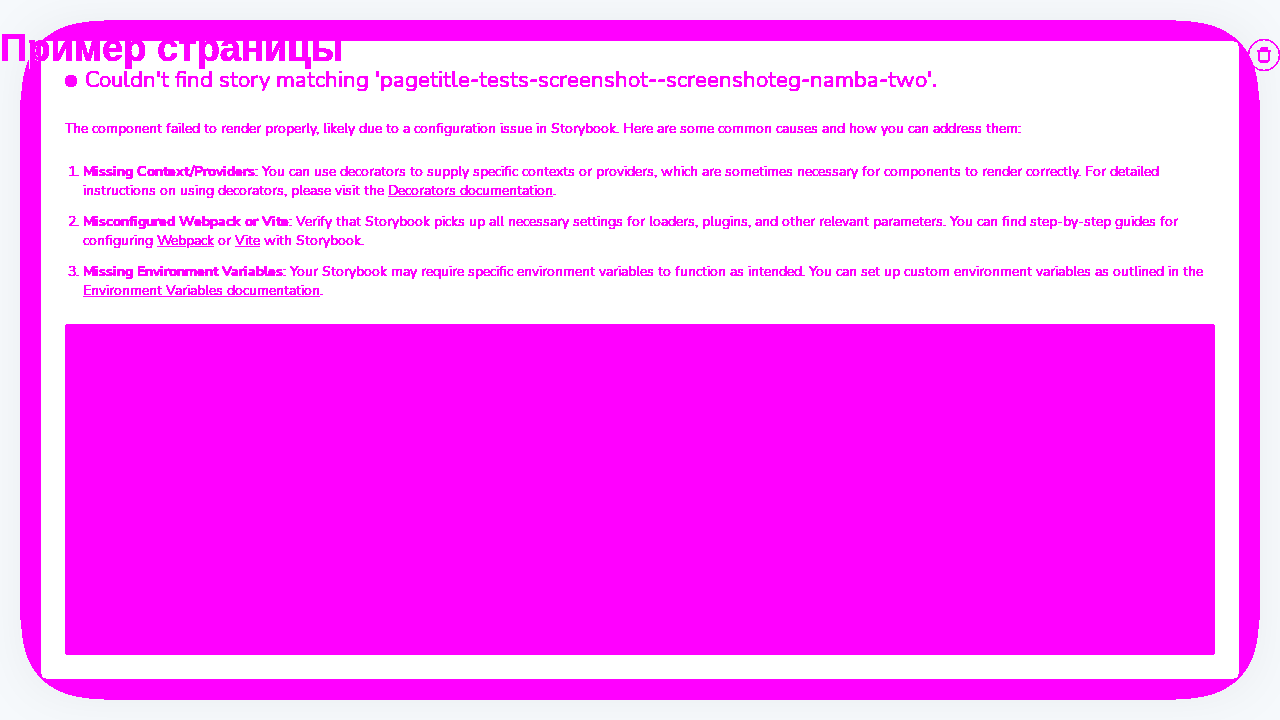 Пример страницы
Couldn't find story matching 'pagetitle-tests-screenshot--screenshoteg-namba-two'.
The component failed to render properly, likely due to a configuration issue in Storybook. Here are some common causes and how you can address them:
1. Missing Context/Providers: You can use decorators to supply specific contexts or providers, which are sometimes necessary for components to render correctly. For detailed
instructions on using decorators, please visit the Decorators documentation.
2. Misconfigured Webpack or Vite: Verify that Storybook picks up all necessary settings for loaders, plugins, and other relevant parameters. You can find step-by-step guides for
configuring Webpack or Vite with Storybook.
3. Missing Environment Variables: Your Storybook may require specific environment variables to function as intended. You can set up custom environment variables as outlined in the
Environment Variables documentation.